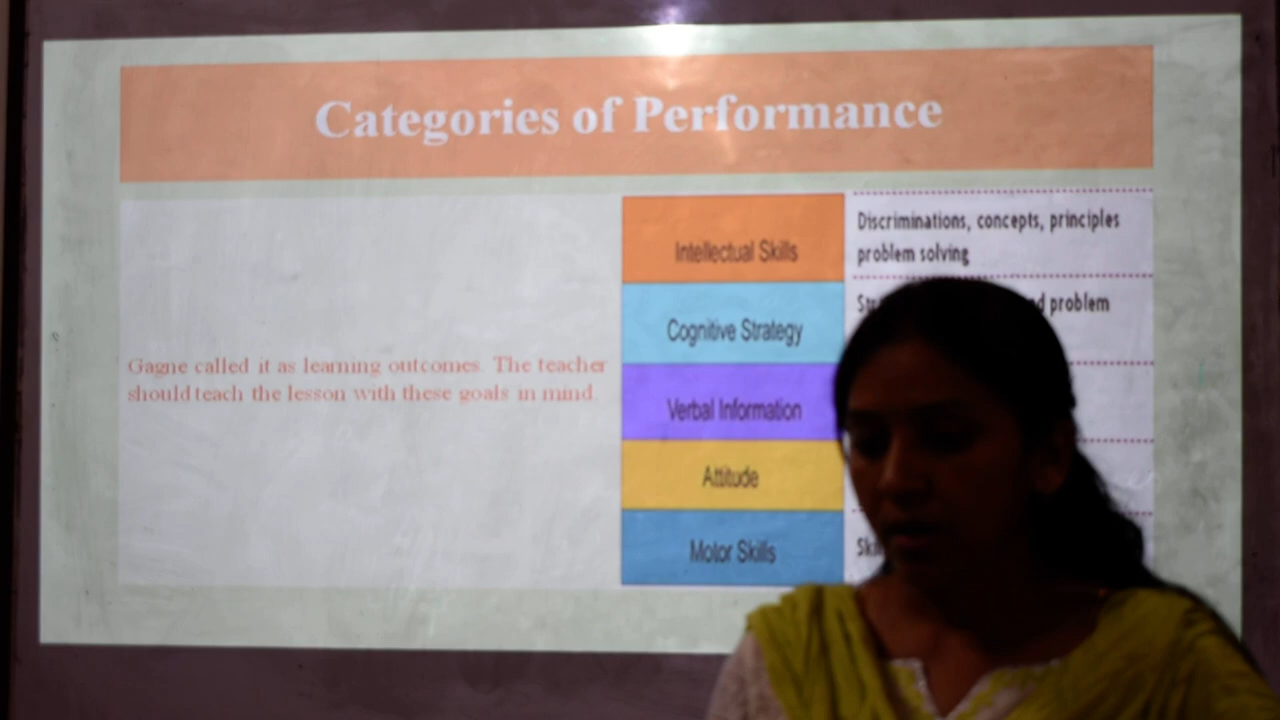 Categories of Performance
Gagne called it as learning outcomes. The teacher
should teach the lesson with these goals in mind.
Intellectual Skills
Discriminations, concepts, principles
problem solving
Cognitive Strategy
problem
Verbal Information
Attitude
Motor Skills